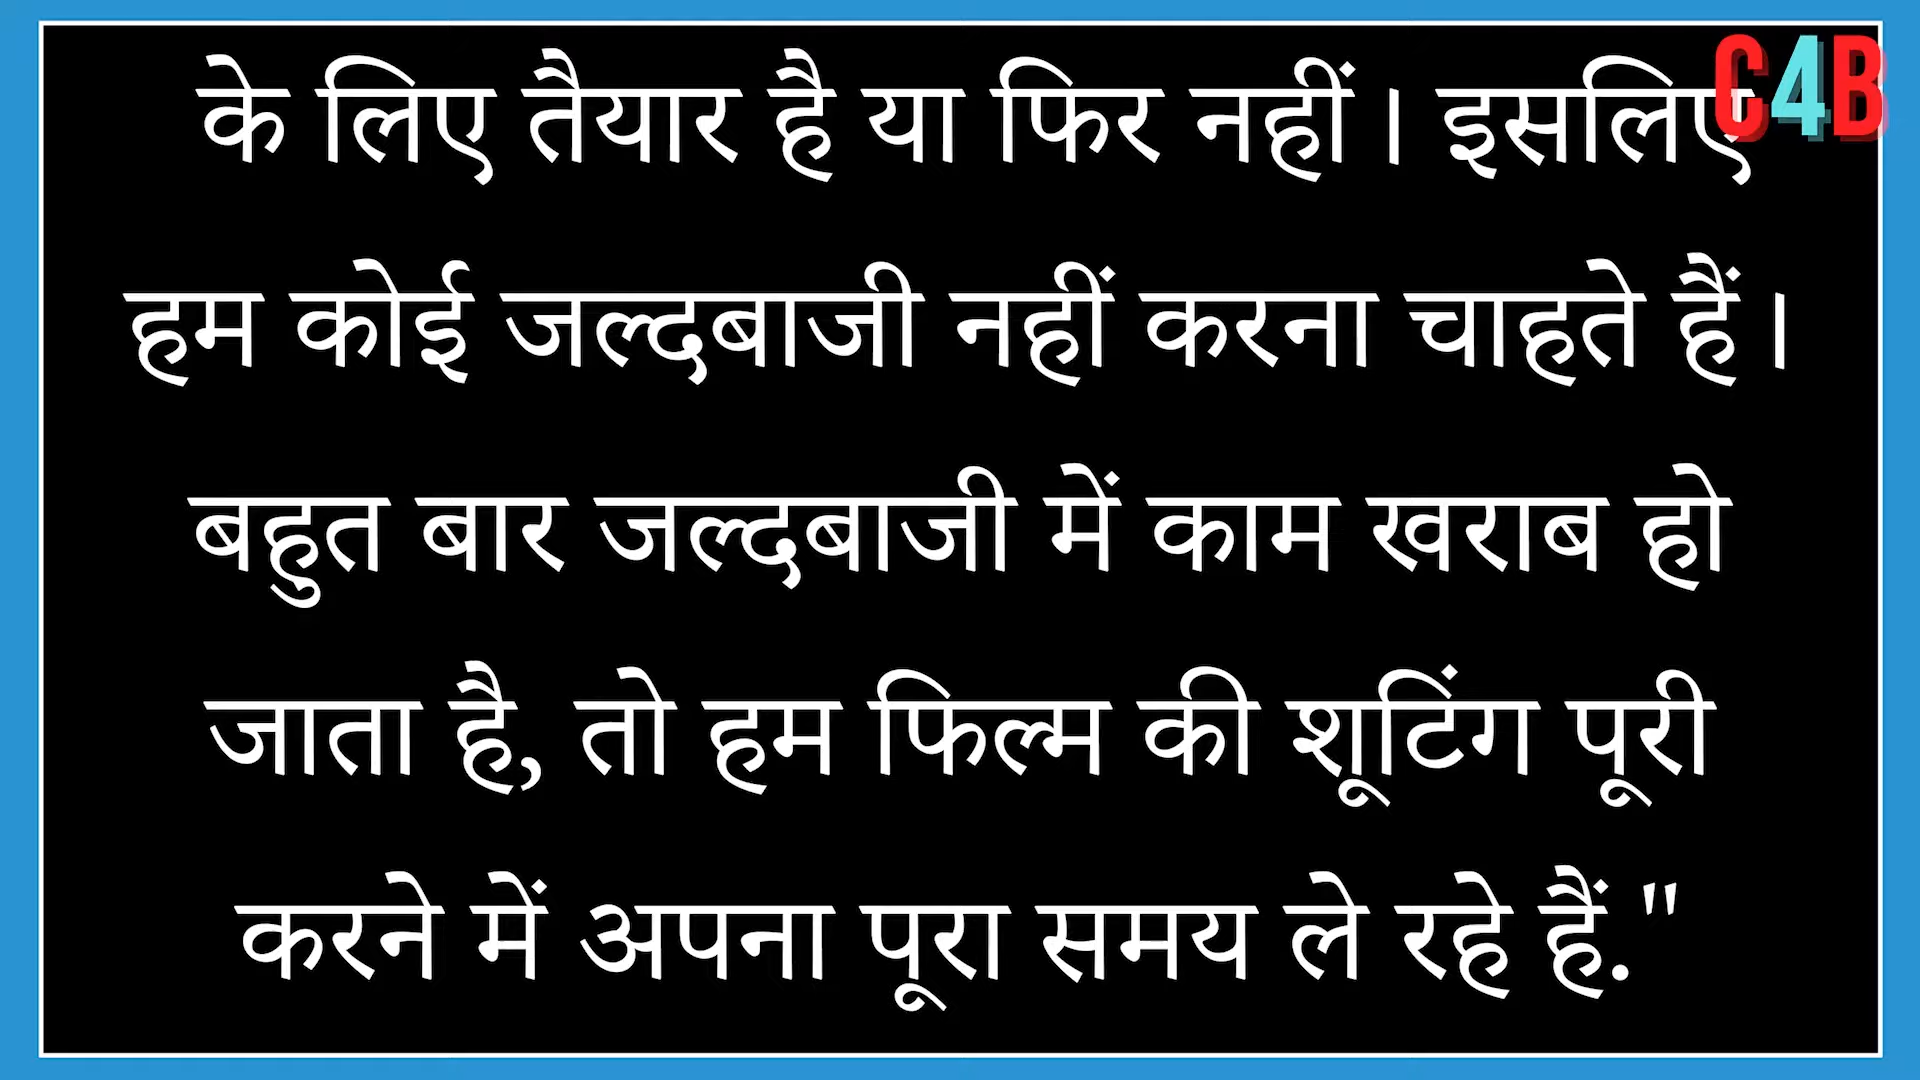 C4B
के लिए तैयार है या फिर नहीं। इसलिए
हम कोई जल्दबाजी नहीं करना चाहते हैं।
बहुत बार जल्दबाजी में काम खराब हो
जाता है, तो हम फिल्म की शूटिंग पूरी
करने में अपना पूरा समय ले रहे हैं."